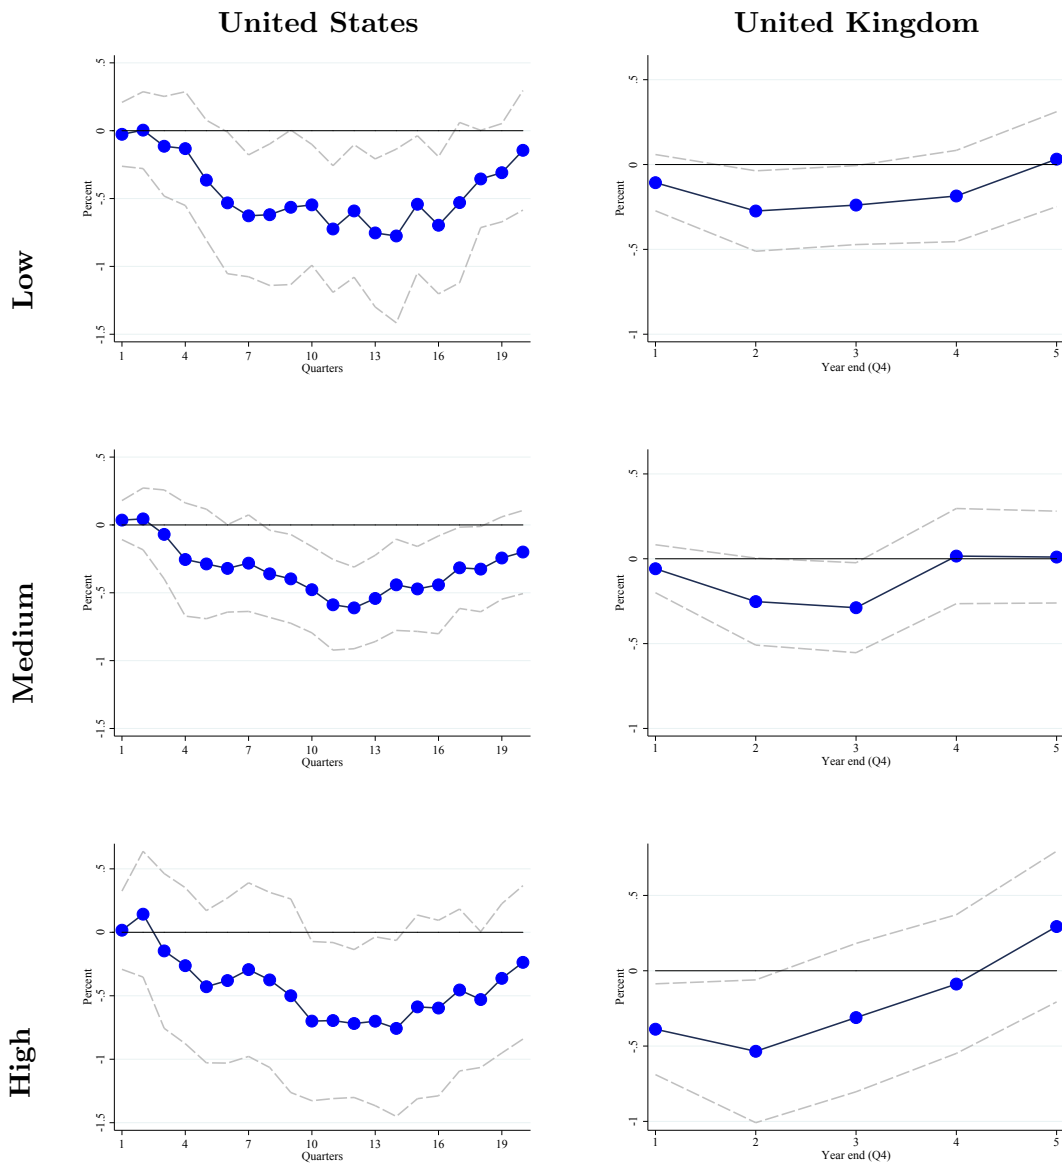 United States
United Kingdom
Low
Percent
.5
0
-.5
-1
-1.5
1 4 7 10 13 16 19
Quarters
Percent
.5
0
-.5
-1
1 2 3 4 5
Year end (Q4)
Medium
Percent
.5
0
-.5
-1
-1.5
1 4 7 10 13 16 19
Quarters
Percent
.5
0
-.5
-1
1 2 3 4 5
Year end (Q4)
High
Percent
.5
0
-.5
-1
-1.5
1 4 7 10 13 16 19
Quarters
Percent
.5
0
-.5
-1
1 2 3 4 5
Year end (Q4)